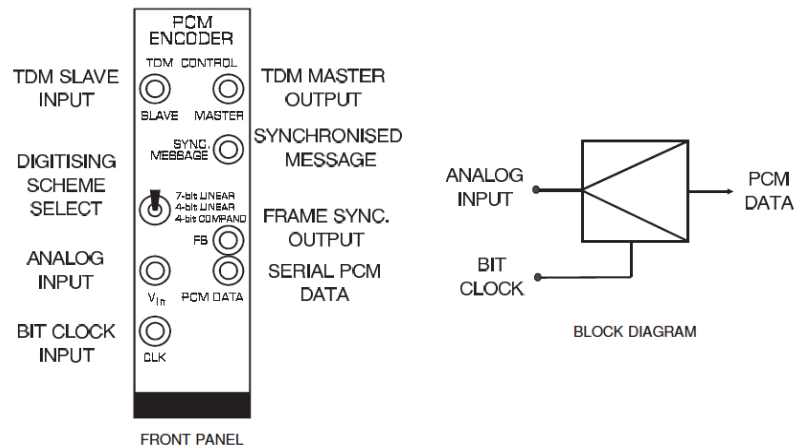 PCM
ENCODER
TDM CONTROL
TDM SLAVE
INPUT
TDM MASTER
OUTPUT
SLAVE MASTER
SYNC.
MESSAGE
SYNCHRONISED
MESSAGE
DIGITISING
SCHEME
SELECT
7-bit LINEAR
4-bit LINEAR
4-bit COMPAND
FRAME SYNC.
OUTPUT
FS
ANALOG
INPUT
SERIAL PCM
DATA
Vin PCM DATA
BIT CLOCK
INPUT
CLK
FRONT PANEL
ANALOG
INPUT
PCM
DATA
BIT
CLOCK
BLOCK DIAGRAM